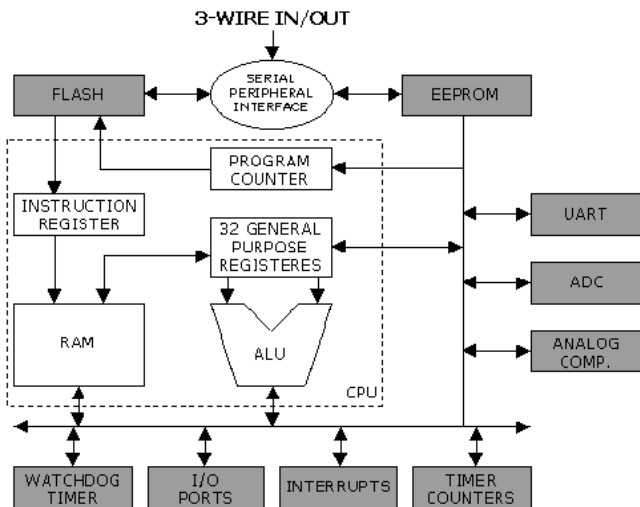 3-WIRE IN/OUT
SERIAL
PERIPHERAL
INTERFACE
FLASH
EEPROM
PROGRAM
COUNTER
INSTRUCTION
REGISTER
32 GENERAL
PURPOSE
REGISTERES
UART
ADC
RAM
ALU
ANALOG
COMP.
CPU
WATCHDOG
TIMER
I/O
PORTS
INTERRUPTS
TIMER
COUNTERS